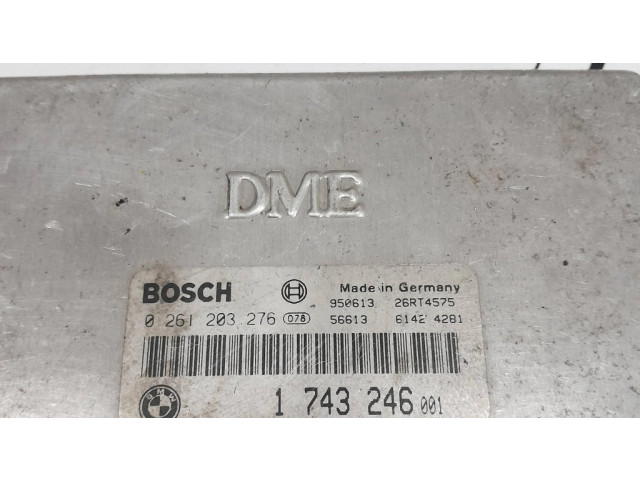 DME
BOSCH Made in Germany
950613 26RT4575
0 261 203 276 078 56613 6142 4281
BMW 1 743 246 001